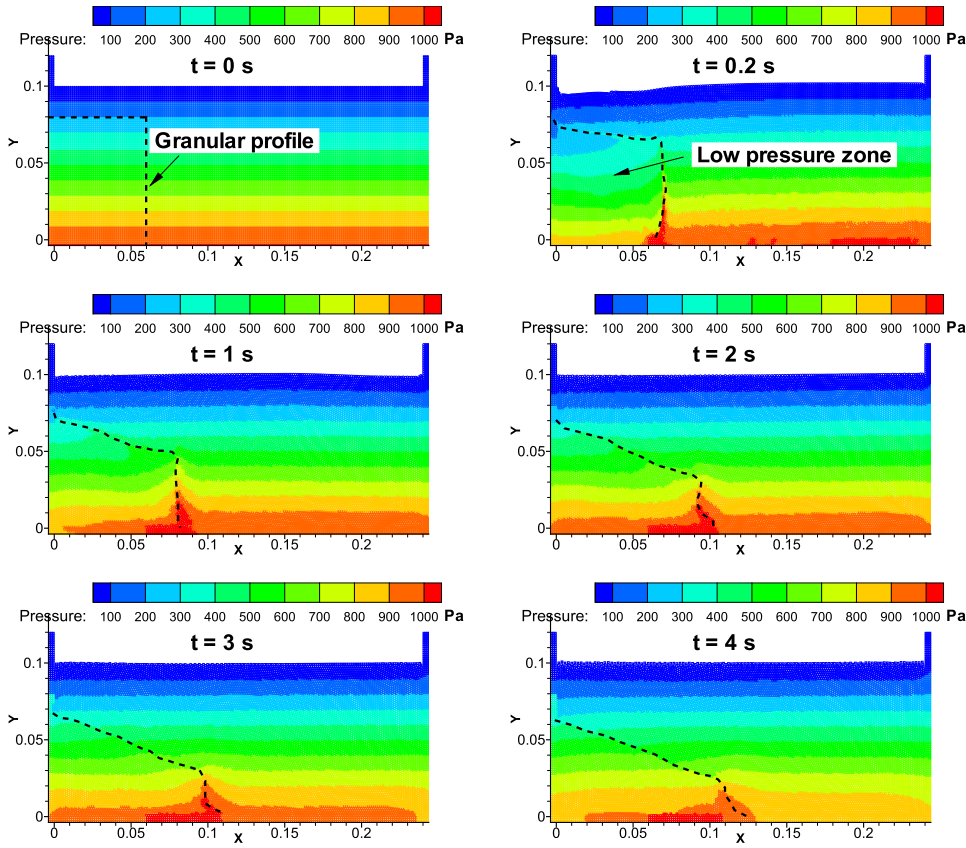 Pressure: 100 200 300 400 500 600 700 800 900 1000 Pa
t = 0 s
Granular profile
0.1
0.05
0
Y
0 0.05 0.1 0.15 0.2
X
Pressure: 100 200 300 400 500 600 700 800 900 1000 Pa
t = 0.2 s
Low pressure zone
0.1
0.05
0
Y
0 0.05 0.1 0.15 0.2
X
Pressure: 100 200 300 400 500 600 700 800 900 1000 Pa
t = 1 s
0.1
0.05
0
Y
0 0.05 0.1 0.15 0.2
X
Pressure: 100 200 300 400 500 600 700 800 900 1000 Pa
t = 2 s
0.1
0.05
0
Y
0 0.05 0.1 0.15 0.2
X
Pressure: 100 200 300 400 500 600 700 800 900 1000 Pa
t = 3 s
0.1
0.05
0
Y
0 0.05 0.1 0.15 0.2
X
Pressure: 100 200 300 400 500 600 700 800 900 1000 Pa
t = 4 s
0.1
0.05
0
Y
0 0.05 0.1 0.15 0.2
X